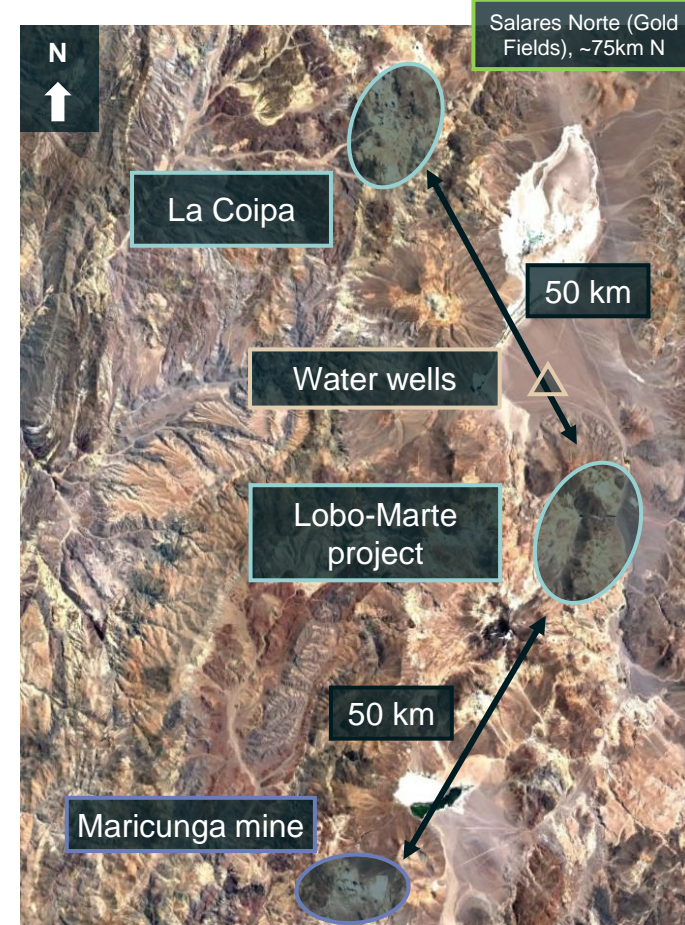 Salares Norte (Gold
Fields), ~75km N
N
La Coipa
50 km
Water wells
Lobo-Marte
project
50 km
Maricunga mine